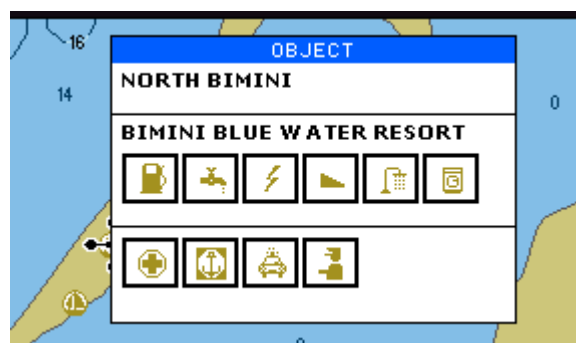 16
OBJECT
NORTH BIMINI
14
0
BIMINI BLUE WATER RESORT